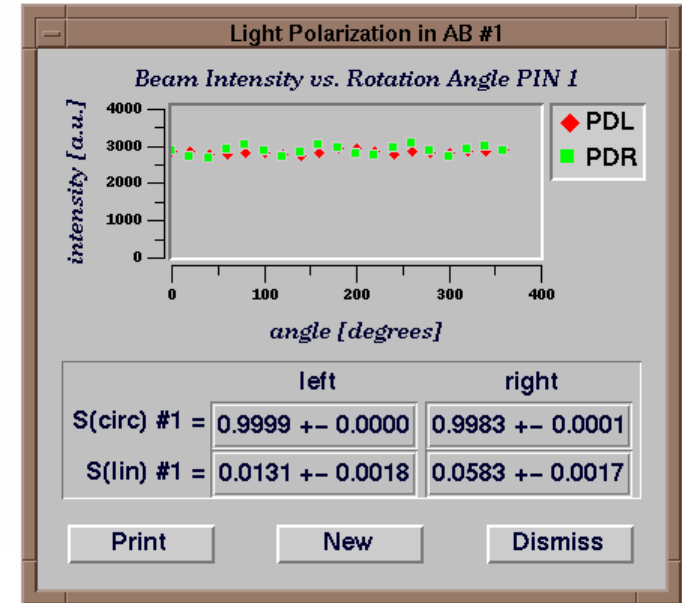 Light Polarization in AB #1
Beam Intensity vs. Rotation Angle PIN 1
intensity [a.u.]
4000
3000
2000
1000
0
0 100 200 300 400
angle [degrees]
PDL
PDR
left right
S(circ) #1 = 0.9999 +- 0.0000 0.9983 +- 0.0001
S(lin) #1 = 0.0131 +- 0.0018 0.0583 +- 0.0017
Print New Dismiss